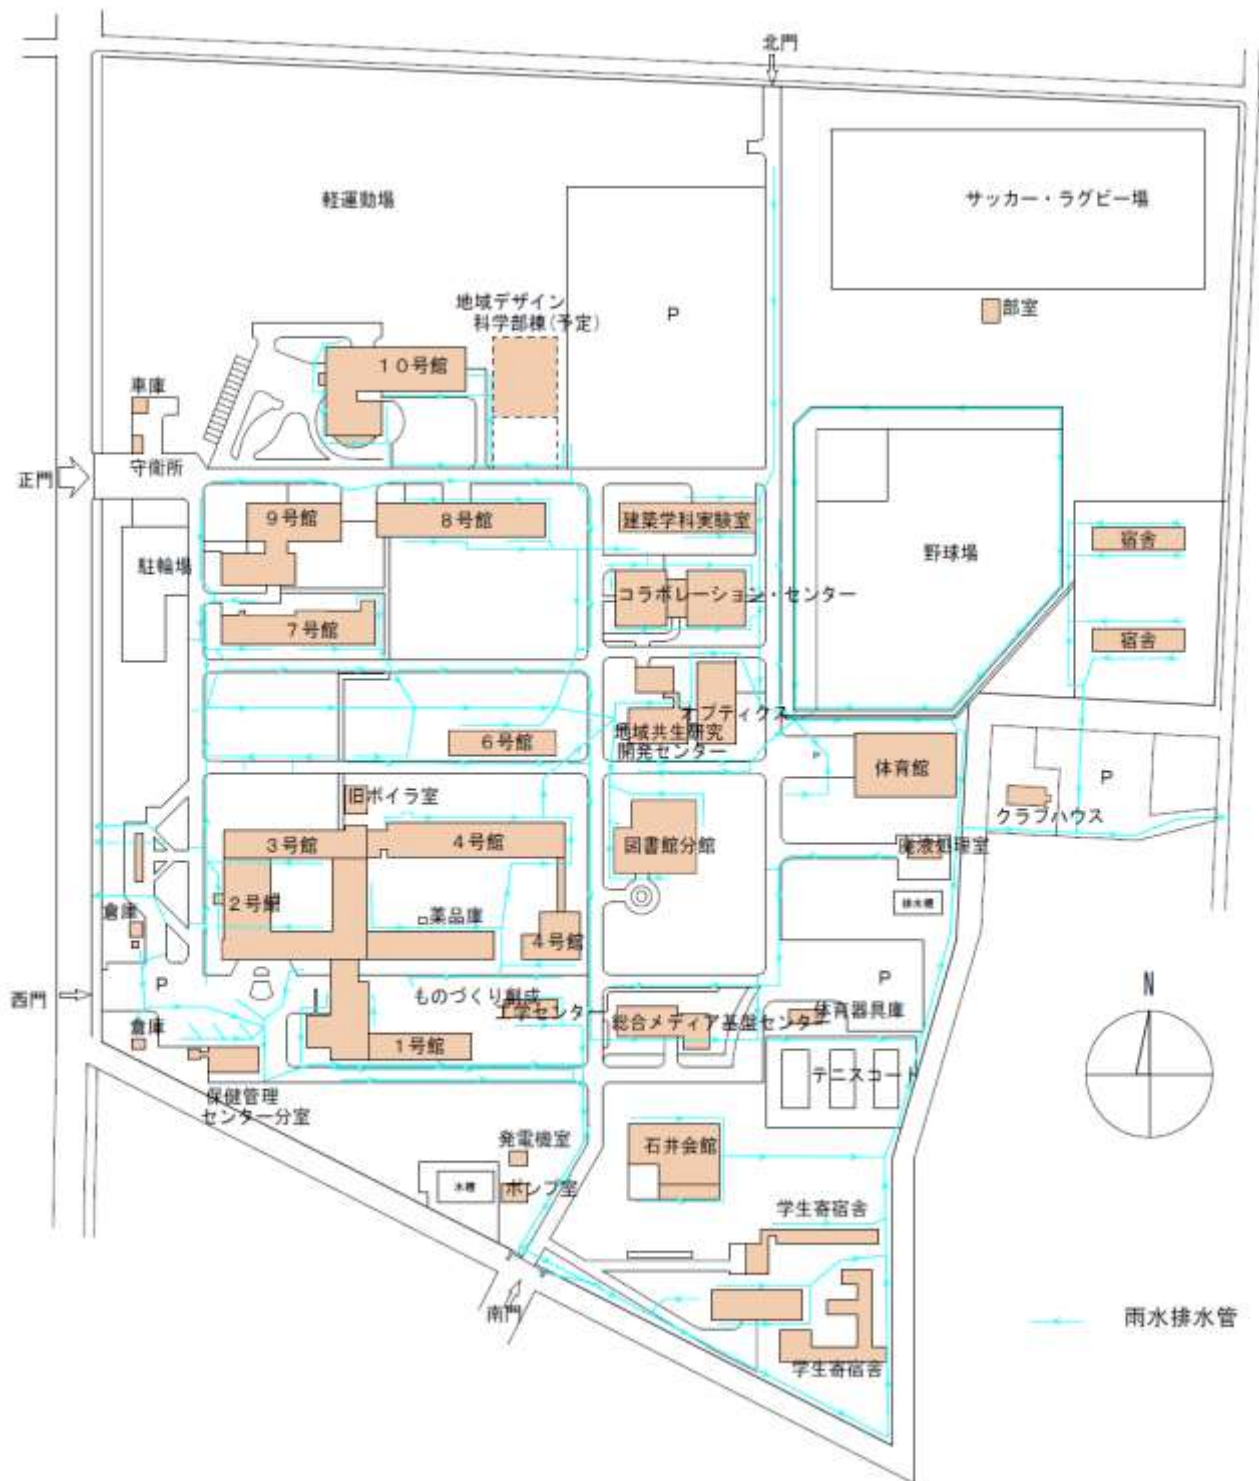 北門
軽運動場
サッカー・ラグビー場
地域デザイン
科学部棟(予定)
P
部室
10号館
車庫
守衛所
正門
9号館
8号館
建築学科実験室
宿舎
駐輪場
野球場
コラボレーション・センター
7号館
宿舎
オプティクス
地域共生研究
開発センター
6号館
P
体育館
P
旧ボイラ室
クラブハウス
3号館
4号館
図書館分館
廃液処理室
2号館
倉庫
薬品庫
排水槽
4号館
P
P
西門
ものづくり創成
工学センター
総合メディア基盤センター
体育器具庫
N
倉庫
1号館
テニスコート
保健管理
センター分室
発電機室
石井会館
水槽
ポンプ室
学生寄宿舎
南門
雨水排水管
学生寄宿舎